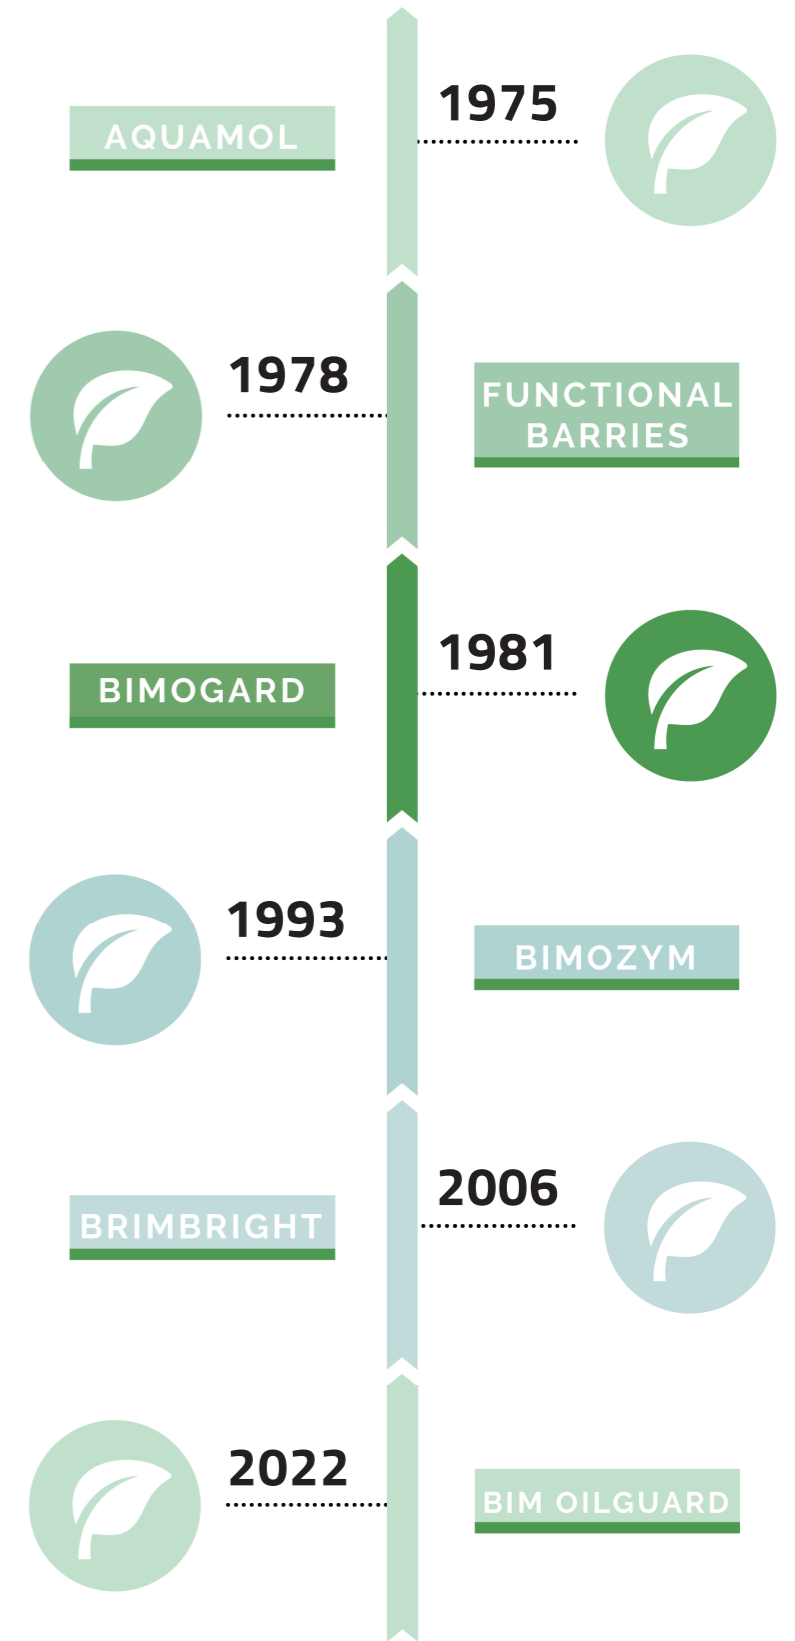 1975
AQUAMOL
1978
FUNCTIONAL
BARRIES
1981
BIMOGARD
1993
BIMOZYM
2006
BRIMBRIGHT
2022
BIM OILGUARD